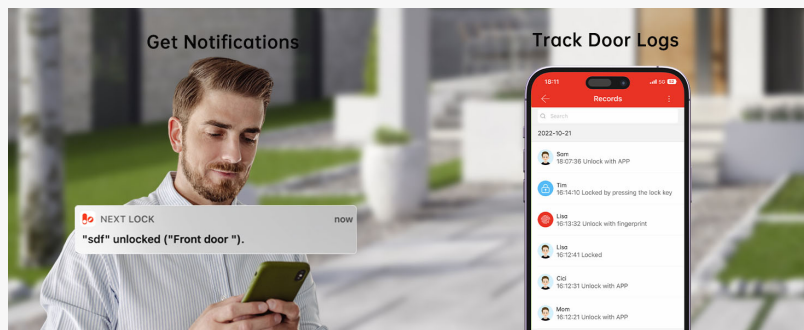 Get Notifications
NEXT LOCK
now
"sdf" unlocked ("Front door ").
Track Door Logs
18:11
5G
Records
Search
2022-10-21
Sam
18:07:36 Unlock with APP
Tim
16:14:10 Locked by pressing the lock key
Lisa
16:13:32 Unlock with fingerprint
Lisa
16:12:41 Locked
Cici
16:12:31 Unlock with APP
Mom
16:12:21 Unlock with APP